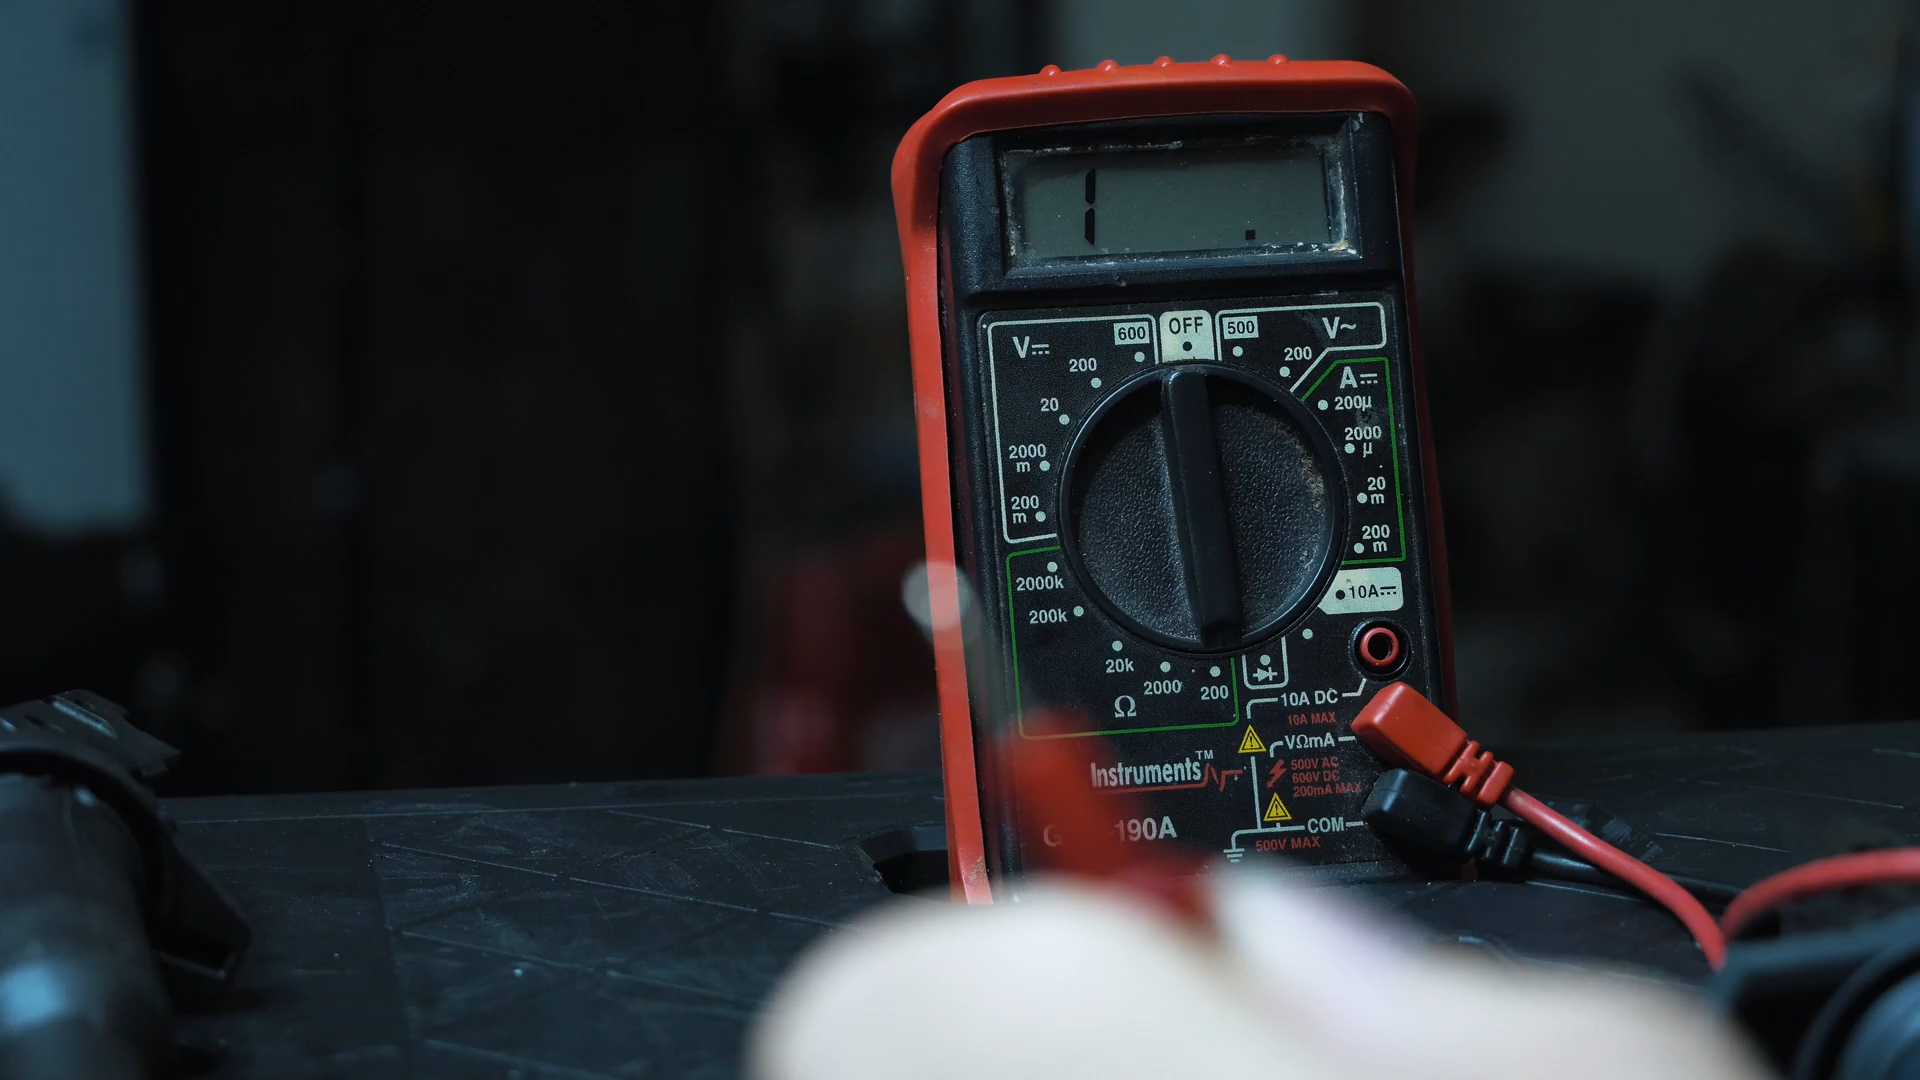 1 .
600
OFF
500
V⎓
V~
200
200
A⎓
20
200µ
2000
m
2000
µ
200
m
20
m
200
m
2000k
200k
10A⎓
20k
2000
200
Ω
10A DC
10A MAX
VΩmA
Instruments™
500V AC
600V DC
200mA MAX
190A
COM
500V MAX